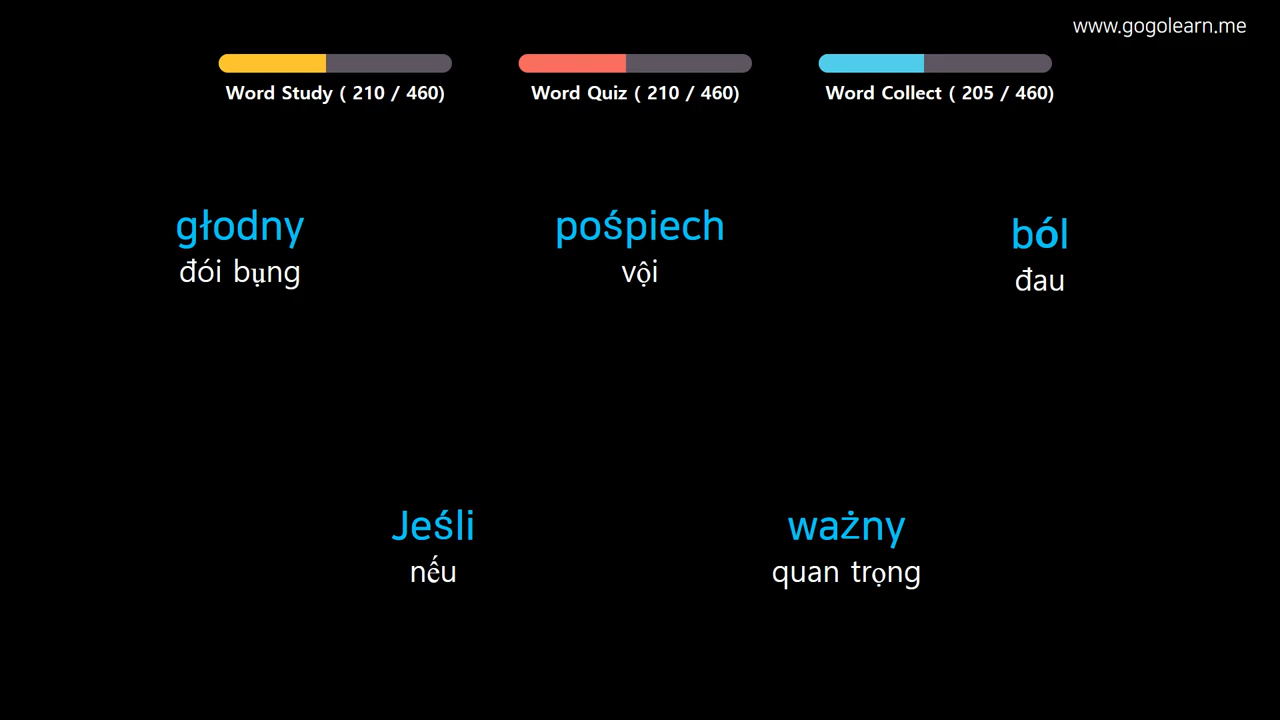 www.gogolearn.me
Word Study ( 210 / 460)
Word Quiz ( 210 / 460)
Word Collect ( 205 / 460)
głodny
đói bụng
pośpiech
vội
ból
đau
Jeśli
nếu
ważny
quan trọng